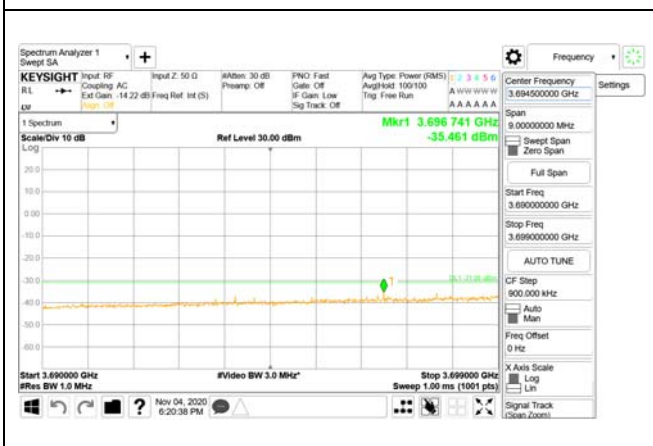 Spectrum Analyzer 1
Swept SA
Frequency
KEYSIGHT
Input: RF
Coupling: AC
Ext Gain: -14.22 dB
Align: Off
Input Z: 50 Ω
Freq Ref: Int (S)
#Atten: 30 dB
Preamp: Off
PNO: Fast
Gate: Off
IF Gain: Low
Sig Track: Off
Avg Type: Power (RMS)
Avg|Hold: 100/100
Trig: Free Run
1 2 3 4 5 6
A W W W W W
A A A A A A
RL
1 Spectrum
Mkr1 3.696 741 GHz
-35.461 dBm
Scale/Div 10 dB
Ref Level 30.00 dBm
Log
20.0
10.0
0.00
-10.0
-20.0
-30.0
-40.0
-50.0
-60.0
1
Start 3.690000 GHz
#Video BW 3.0 MHz*
Stop 3.699000 GHz
#Res BW 1.0 MHz
Sweep 1.00 ms (1001 pts)
Nov 04, 2020
6:20:38 PM
?
Center Frequency
3.694500000 GHz
Settings
Span
9.00000000 MHz
Swept Span
Zero Span
Full Span
Start Freq
3.690000000 GHz
Stop Freq
3.699000000 GHz
AUTO TUNE
CF Step
900.000 kHz
Auto
Man
Freq Offset
0 Hz
X Axis Scale
Log
Lin
Signal Track
(Span Zoom)